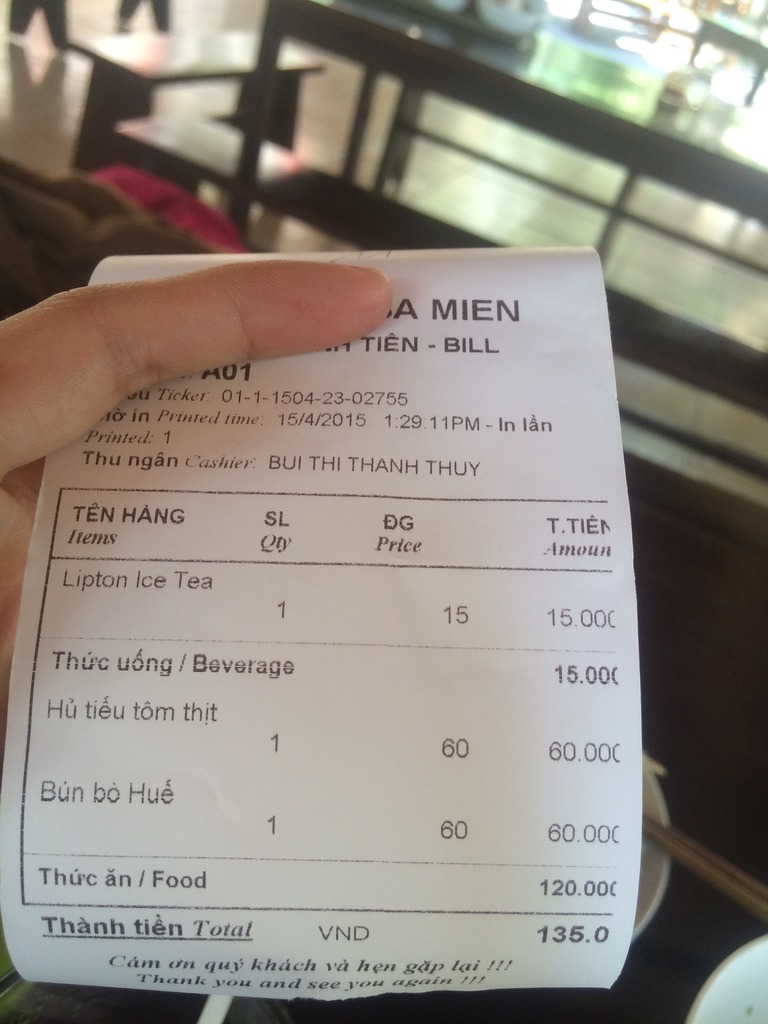 MIEN
TIÊN - BILL
A01
Ticket: 01-1-1504-23-02755
in Printed time: 15/4/2015 1:29.11PM - In lần
Printed: 1
Thu ngân Cashier: BUI THI THANH THUY
TÊN HÀNG SL ĐG T.TIÊN
Items Qty Price Amoun
Lipton Ice Tea
1 15 15.000
Thức uống / Beverage 15.000
Hủ tiếu tôm thịt
1 60 60.000
Bún bò Huế
1 60 60.000
Thức ăn / Food 120.000
Thành tiền Total VND 135.0
Cám ơn quý khách và hẹn gặp lại !!!
Thank you and see you again !!!